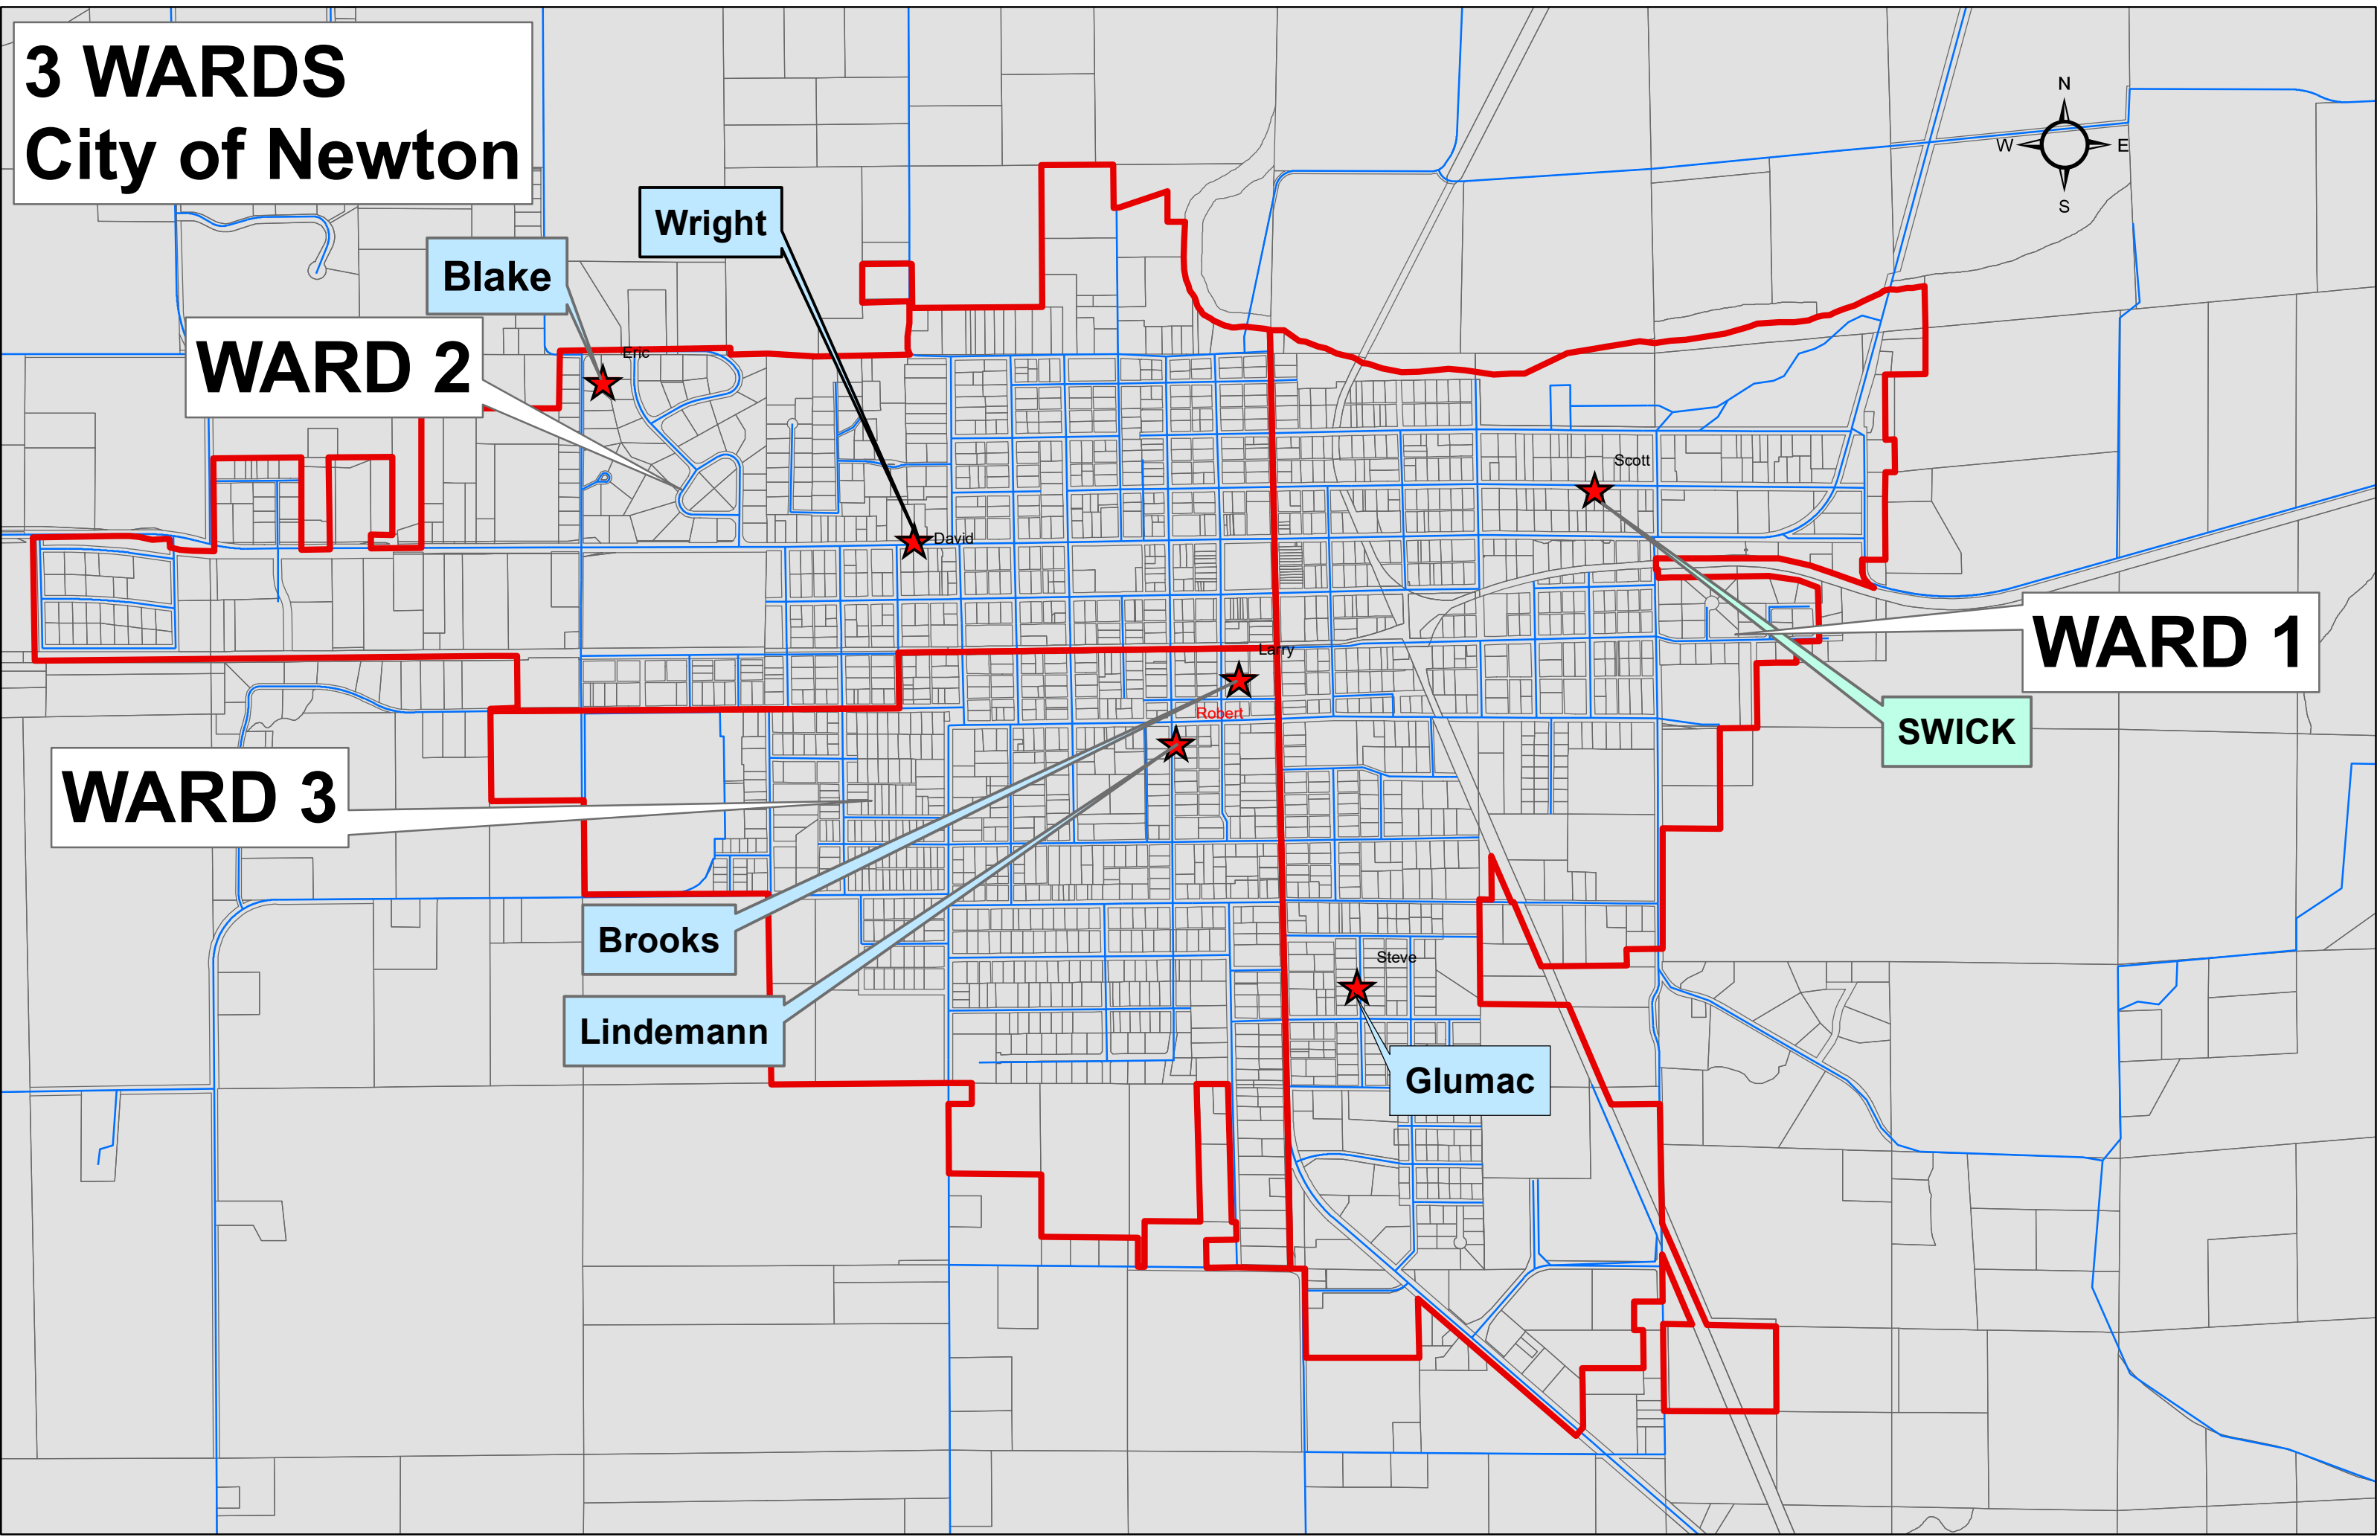 3 WARDS
City of Newton
N
W
E
S
Wright
Blake
WARD 2
Eric
Scott
David
WARD 1
Larry
SWICK
Robert
WARD 3
Brooks
Steve
Lindemann
Glumac